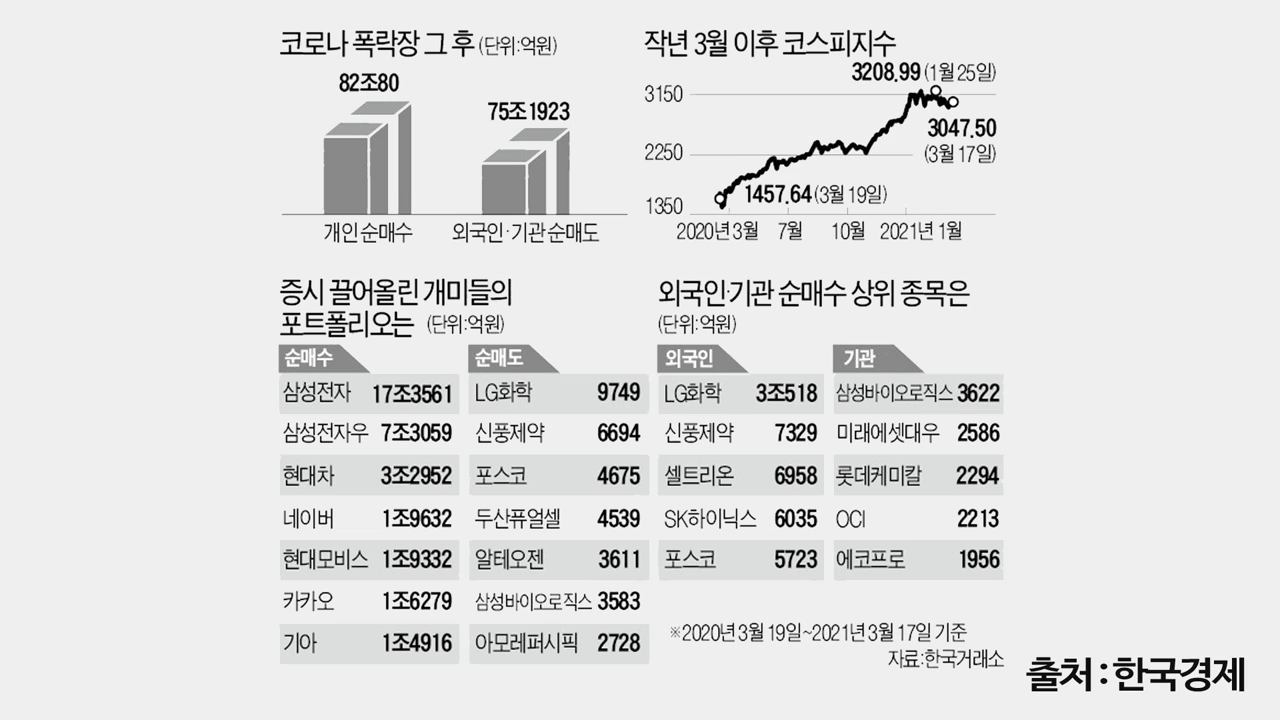 코로나 폭락장 그 후 (단위:억원)
82조80
75조1923
개인 순매수
외국인·기관 순매도
작년 3월 이후 코스피지수
3208.99 (1월 25일)
3150
3047.50
(3월 17일)
2250
1457.64 (3월 19일)
1350
2020년 3월 7월 10월 2021년 1월
증시 끌어올린 개미들의
포트폴리오는 (단위:억원)
순매수
삼성전자 17조3561
삼성전자우 7조3059
현대차 3조2952
네이버 1조9632
현대모비스 1조9332
카카오 1조6279
기아 1조4916
순매도
LG화학 9749
신풍제약 6694
포스코 4675
두산퓨얼셀 4539
알테오젠 3611
삼성바이오로직스 3583
아모레퍼시픽 2728
외국인·기관 순매수 상위 종목은
(단위:억원)
외국인
LG화학 3조518
신풍제약 7329
셀트리온 6958
SK하이닉스 6035
포스코 5723
기관
삼성바이오로직스 3622
미래에셋대우 2586
롯데케미칼 2294
OCI 2213
에코프로 1956
※2020년 3월 19일~2021년 3월 17일 기준
자료:한국거래소
출처 : 한국경제